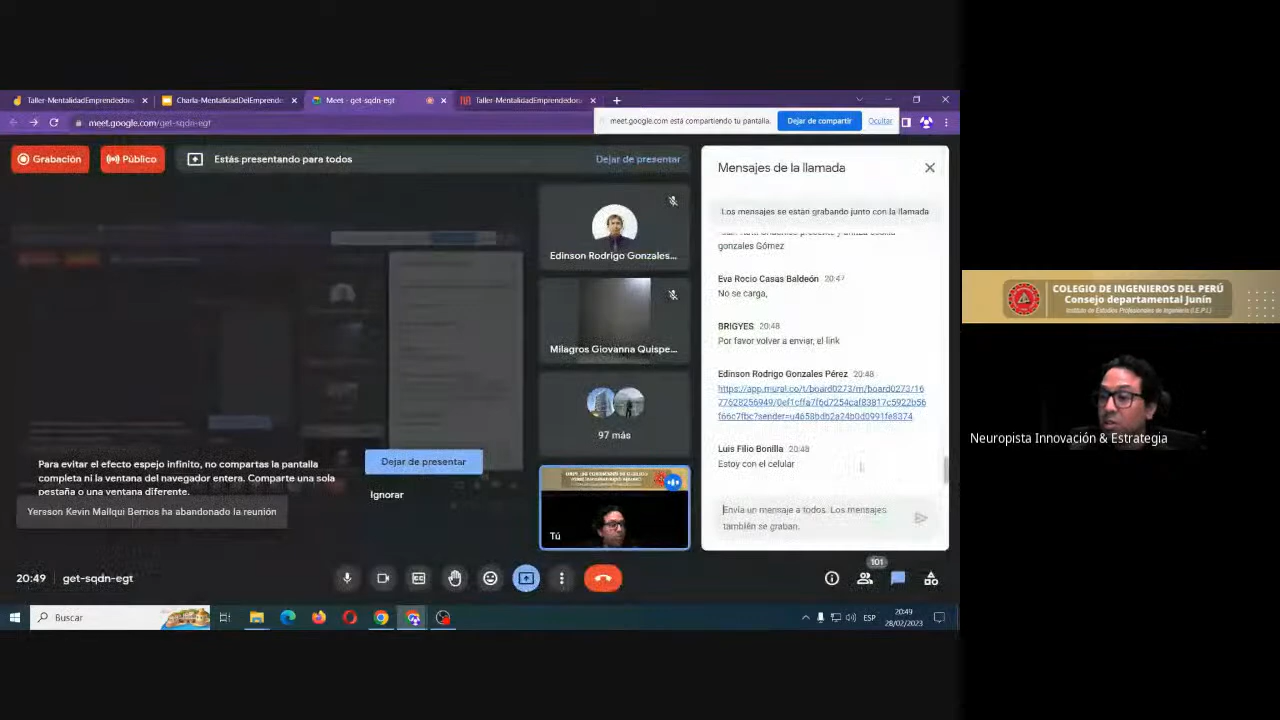 Taller-MentalidadEmprendedora
Charla-MentalidadDelEmprende
Meet - get-sqdn-egt
Taller-MentalidadEmprendedora
meet.google.com/get-sqdn-egt
meet.google.com está compartiendo tu pantalla.
Dejar de compartir
Ocultar
Grabación
Público
Estás presentando para todos
Dejar de presentar
Mensajes de la llamada
Los mensajes se están grabando junto con la llamada
gonzales Gómez
Eva Rocio Casas Baldeón 20:47
No se carga,
BRIGYES 20:48
Por favor volver a enviar, el link
Edinson Rodrigo Gonzales Pérez 20:48
https://app.mural.co/t/board0273/m/board0273/16
77628256949/0ef1cffa7f6d7254caf83817c5922b56
f66c7fbc?sender=u4658bdb2a24b0d0991fe8374
Luis Filio Bonilla 20:48
Estoy con el celular
Envía un mensaje a todos. Los mensajes
también se graban.
Edinson Rodrigo Gonzales...
Milagros Giovanna Quispe...
97 más
Tú
Para evitar el efecto espejo infinito, no compartas la pantalla
completa ni la ventana del navegador entera. Comparte una sola
pestaña o una ventana diferente.
Dejar de presentar
Ignorar
Yersson Kevin Mallqui Berrios ha abandonado la reunión
20:49 get-sqdn-egt
101
Buscar
ESP
20:49
28/02/2023
COLEGIO DE INGENIEROS DEL PERÚ
Consejo departamental Junín
Instituto de Estudios Profesionales de Ingeniería (I.E.P.I.)
Neuropista Innovación & Estrategia